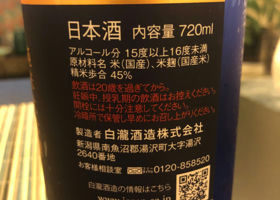 日本酒 内容量 720ml
アルコール分 15度以上16度未満
原材料名 米(国産)、米麹(国産米)
精米歩合 45%
飲酒は20歳を過ぎてから。
妊娠中、授乳期の飲酒はお控えください。
開栓には十分注意してください。
冷暗所で保管し早めにお召し上がりください。
製造者 白瀧酒造株式会社
新潟県南魚沼郡湯沢町大字湯沢
2640番地
お客様相談室 0120-858520
白瀧酒造の情報はこちら